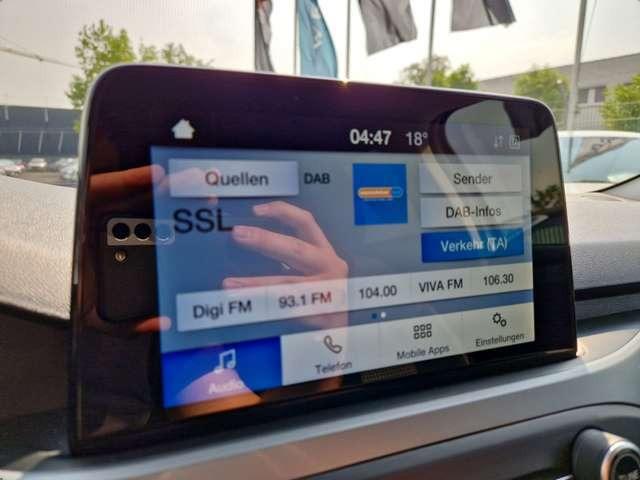 04:47 18°
Quellen DAB Sender
SSL DAB-Infos
Verkehr (TA)
Digi FM 93.1 FM 104.00 VIVA FM 106.30
Audio Telefon Mobile Apps Einstellungen